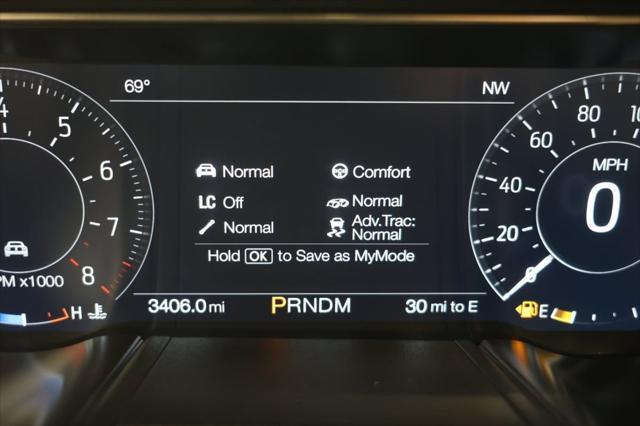 69° NW
4 5 6 7 8
PM x1000
H
Normal Comfort
LC Off Normal
Normal Adv.Trac:
Normal
Hold OK to Save as MyMode
3406.0 mi PRNDM 30 mi to E
20 40 60 80 10
MPH
0
E